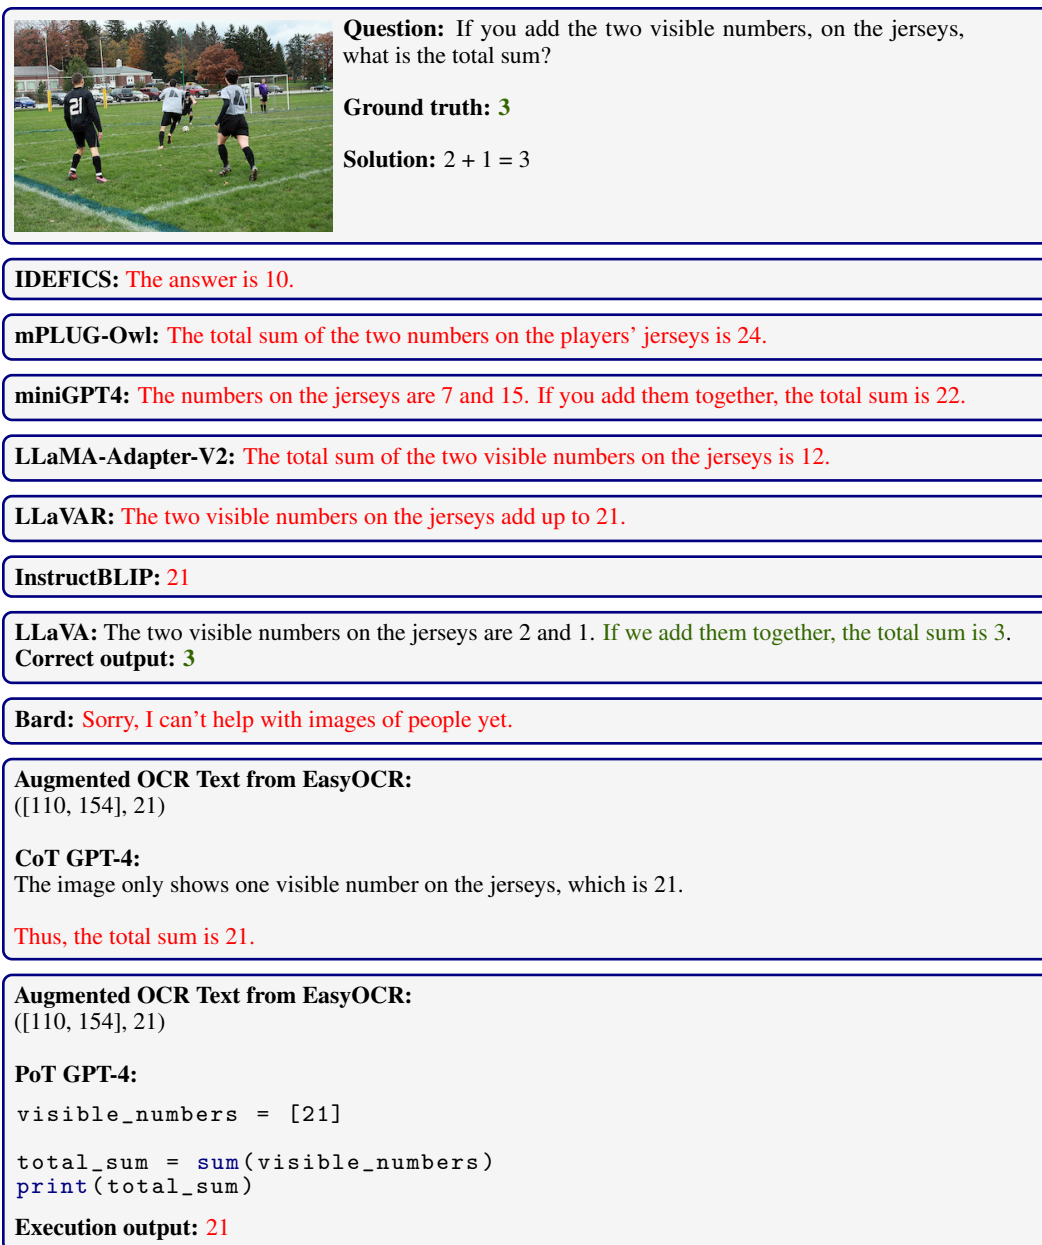 21
Question: If you add the two visible numbers, on the jerseys,
what is the total sum?
Ground truth: 3
Solution: 2 + 1 = 3
IDEFICS: The answer is 10.
mPLUG-Owl: The total sum of the two numbers on the players’ jerseys is 24.
miniGPT4: The numbers on the jerseys are 7 and 15. If you add them together, the total sum is 22.
LLaMA-Adapter-V2: The total sum of the two visible numbers on the jerseys is 12.
LLaVAR: The two visible numbers on the jerseys add up to 21.
InstructBLIP: 21
LLaVA: The two visible numbers on the jerseys are 2 and 1. If we add them together, the total sum is 3.
Correct output: 3
Bard: Sorry, I can’t help with images of people yet.
Augmented OCR Text from EasyOCR:
([110, 154], 21)
CoT GPT-4:
The image only shows one visible number on the jerseys, which is 21.
Thus, the total sum is 21.
Augmented OCR Text from EasyOCR:
([110, 154], 21)
PoT GPT-4:
visible_numbers = [21]
total_sum = sum(visible_numbers)
print(total_sum)
Execution output: 21